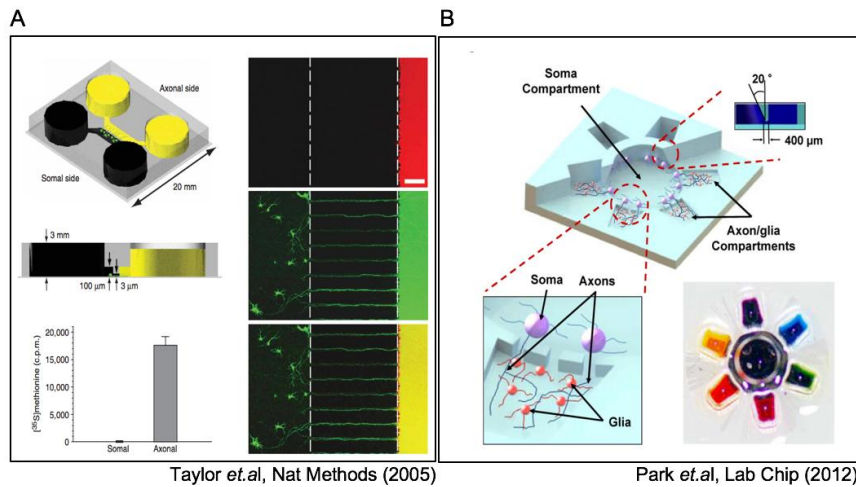 A
Axonal side
Somal side
20 mm
3 mm
100 µm
3 µm
20,000
15,000
10,000
5,000
0
[³⁵S]methionine (c.p.m.)
Somal
Axonal
Taylor et.al, Nat Methods (2005)
B
Soma
Compartment
20 °
400 µm
Axon/glia
Compartments
Soma
Axons
Glia
Park et.al, Lab Chip (2012)